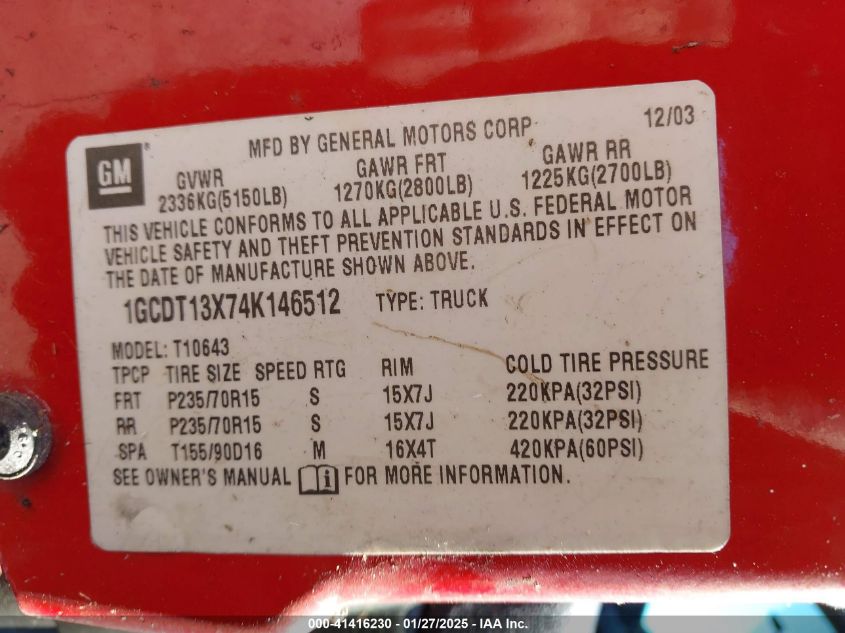 MFD BY GENERAL MOTORS CORP 12/03
GM
GVWR GAWR FRT GAWR RR
2336KG(5150LB) 1270KG(2800LB) 1225KG(2700LB)
THIS VEHICLE CONFORMS TO ALL APPLICABLE U.S. FEDERAL MOTOR
VEHICLE SAFETY AND THEFT PREVENTION STANDARDS IN EFFECT ON
THE DATE OF MANUFACTURE SHOWN ABOVE.
1GCDT13X74K146512 TYPE: TRUCK
MODEL: T10643
TPCP TIRE SIZE SPEED RTG RIM COLD TIRE PRESSURE
FRT P235/70R15 S 15X7J 220KPA(32PSI)
RR P235/70R15 S 15X7J 220KPA(32PSI)
SPA T155/90D16 M 16X4T 420KPA(60PSI)
SEE OWNER'S MANUAL i FOR MORE INFORMATION.
000-41416230 - 01/27/2025 - IAA Inc.